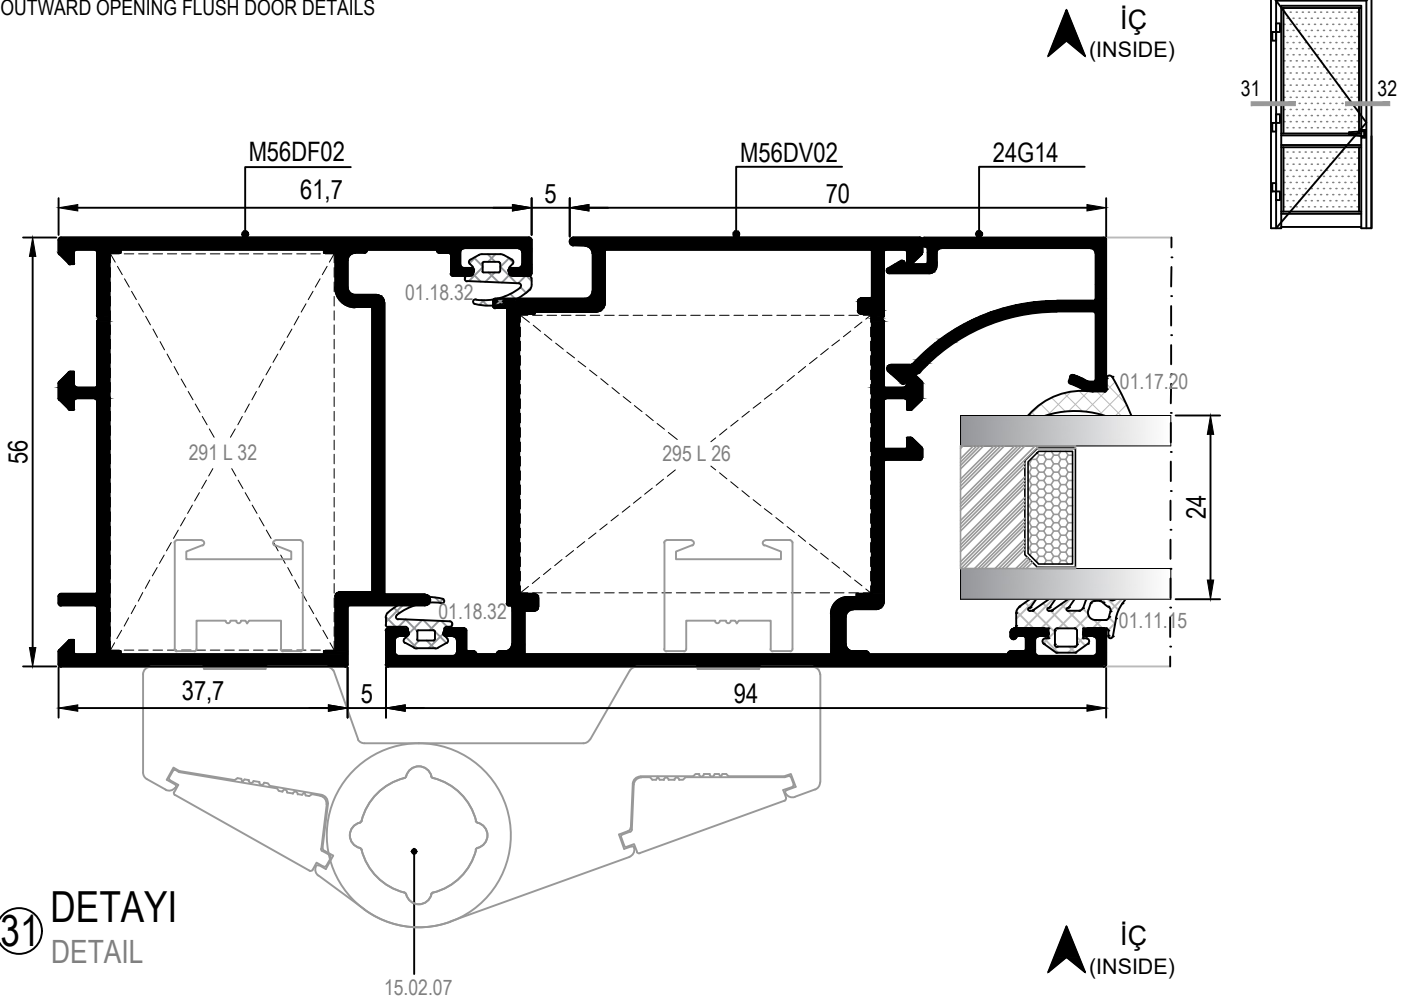 OUTWARD OPENING FLUSH DOOR DETAILS
İÇ
(INSIDE)
31
32
M56DF02
M56DV02
24G14
61,7
5
70
01.18.32
01.17.20
56
291 L 32
295 L 26
24
01.18.32
01.11.15
37,7
5
94
31
DETAYI
DETAIL
15.02.07
İÇ
(INSIDE)